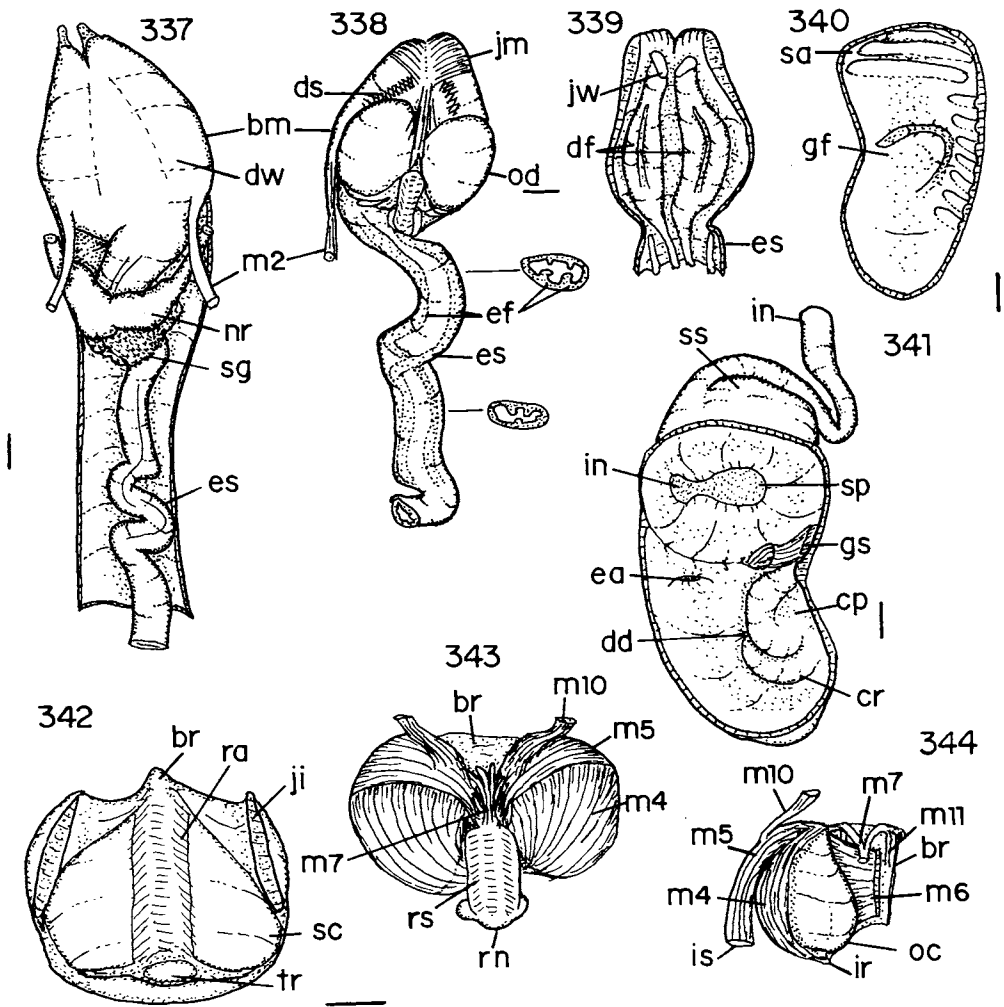 337
bm
dw
m2
nr
sg
es
338
jm
ds
od
ef
es
339
jw
df
es
340
sa
gf
341
in
ss
in
sp
gs
ea
cp
dd
cr
342
br
ra
ji
sc
tr
343
br
m10
m5
m4
m7
rs
rn
344
m10
m7
m5
m11
br
m4
m6
is
oc
ir